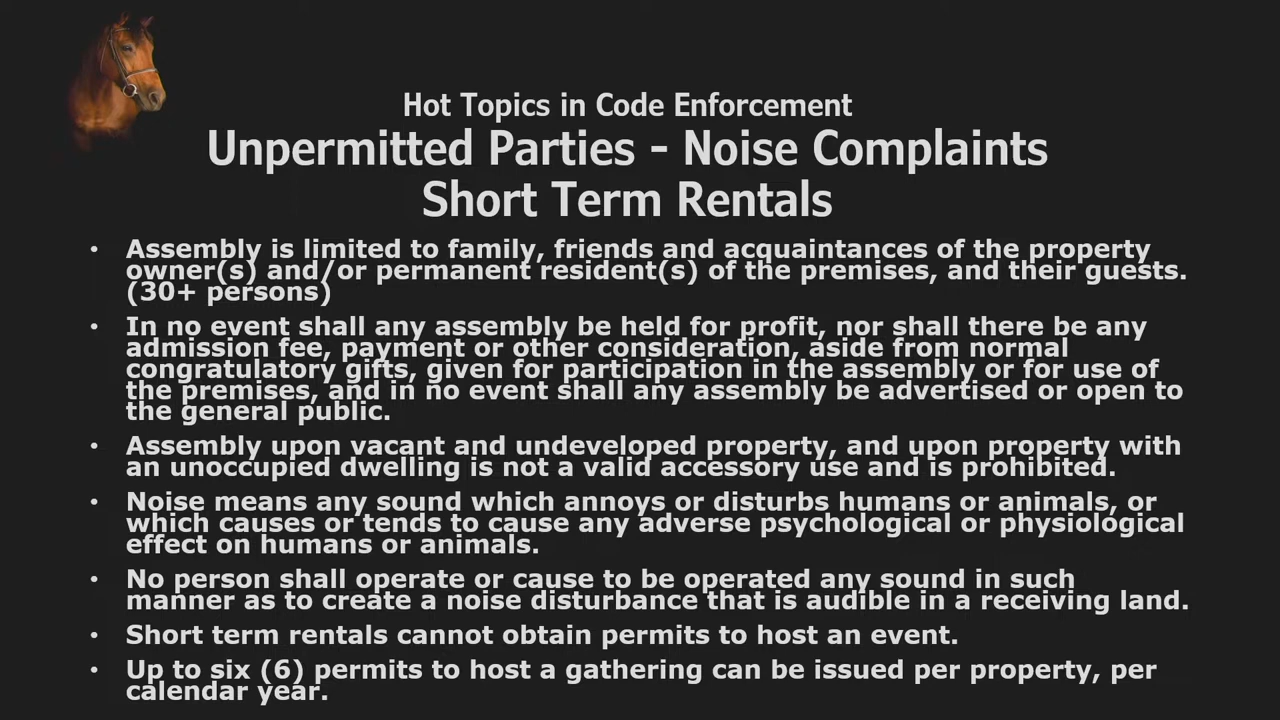 Hot Topics in Code Enforcement
Unpermitted Parties - Noise Complaints
Short Term Rentals
• Assembly is limited to family, friends and acquaintances of the property
owner(s) and/or permanent resident(s) of the premises, and their guests.
(30+ persons)
• In no event shall any assembly be held for profit, nor shall there be any
admission fee, payment or other consideration, aside from normal
congratulatory gifts, given for participation in the assembly or for use of
the premises, and in no event shall any assembly be advertised or open to
the general public.
• Assembly upon vacant and undeveloped property, and upon property with
an unoccupied dwelling is not a valid accessory use and is prohibited.
• Noise means any sound which annoys or disturbs humans or animals, or
which causes or tends to cause any adverse psychological or physiological
effect on humans or animals.
• No person shall operate or cause to be operated any sound in such
manner as to create a noise disturbance that is audible in a receiving land.
• Short term rentals cannot obtain permits to host an event.
• Up to six (6) permits to host a gathering can be issued per property, per
calendar year.